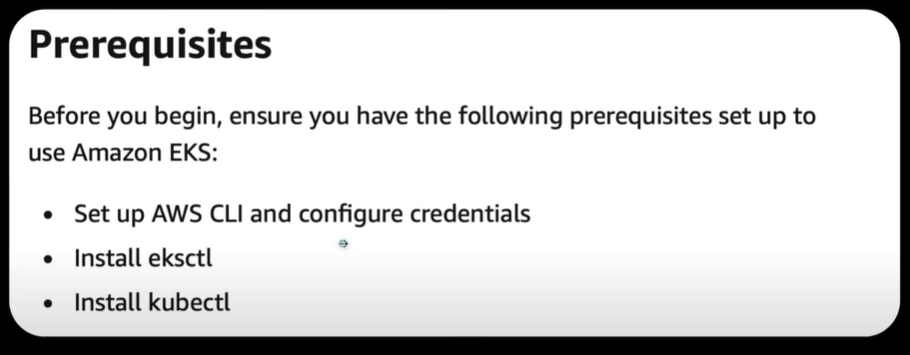 Prerequisites
Before you begin, ensure you have the following prerequisites set up to
use Amazon EKS:
• Set up AWS CLI and configure credentials
• Install eksctl
• Install kubectl